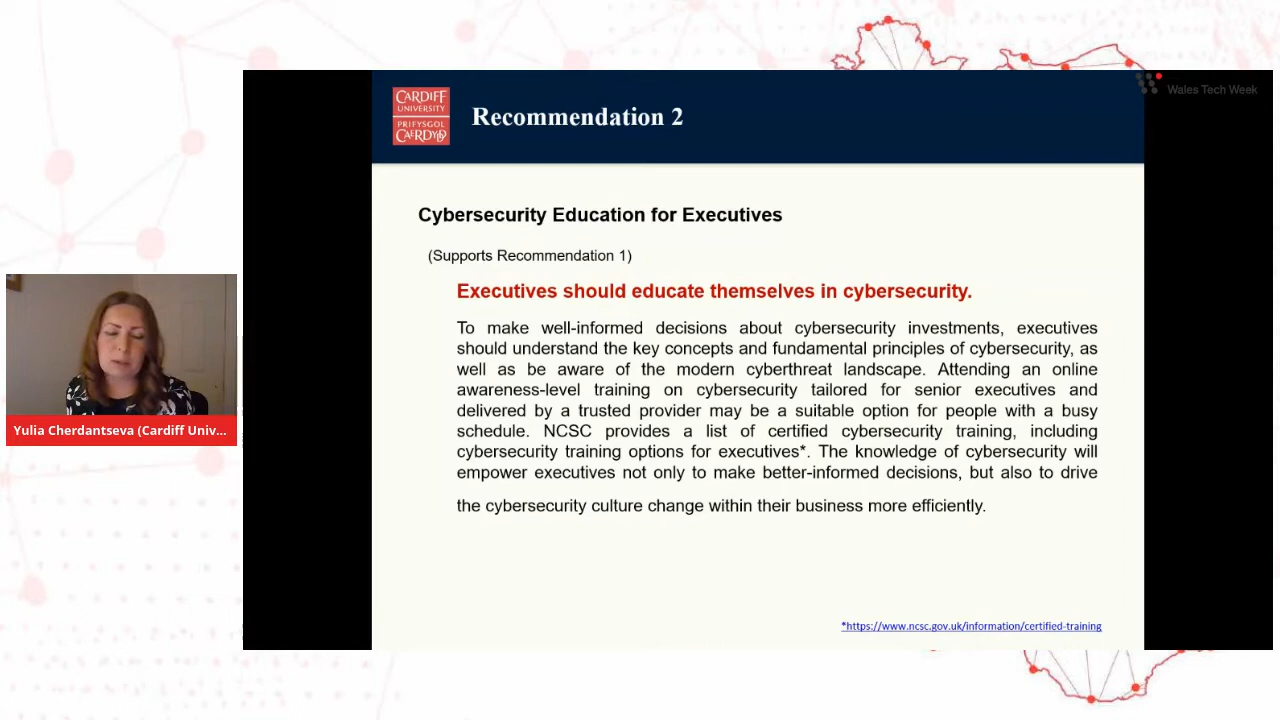 Wales Tech Week
CARDIFF
UNIVERSITY
PRIFYSGOL
CAERDYD
Recommendation 2
Cybersecurity Education for Executives
(Supports Recommendation 1)
Executives should educate themselves in cybersecurity.
To make well-informed decisions about cybersecurity investments, executives
should understand the key concepts and fundamental principles of cybersecurity, as
well as be aware of the modern cyberthreat landscape. Attending an online
awareness-level training on cybersecurity tailored for senior executives and
delivered by a trusted provider may be a suitable option for people with a busy
schedule. NCSC provides a list of certified cybersecurity training, including
cybersecurity training options for executives*. The knowledge of cybersecurity will
empower executives not only to make better-informed decisions, but also to drive
the cybersecurity culture change within their business more efficiently.
*https://www.ncsc.gov.uk/information/certified-training
Yulia Cherdantseva (Cardiff Univ...